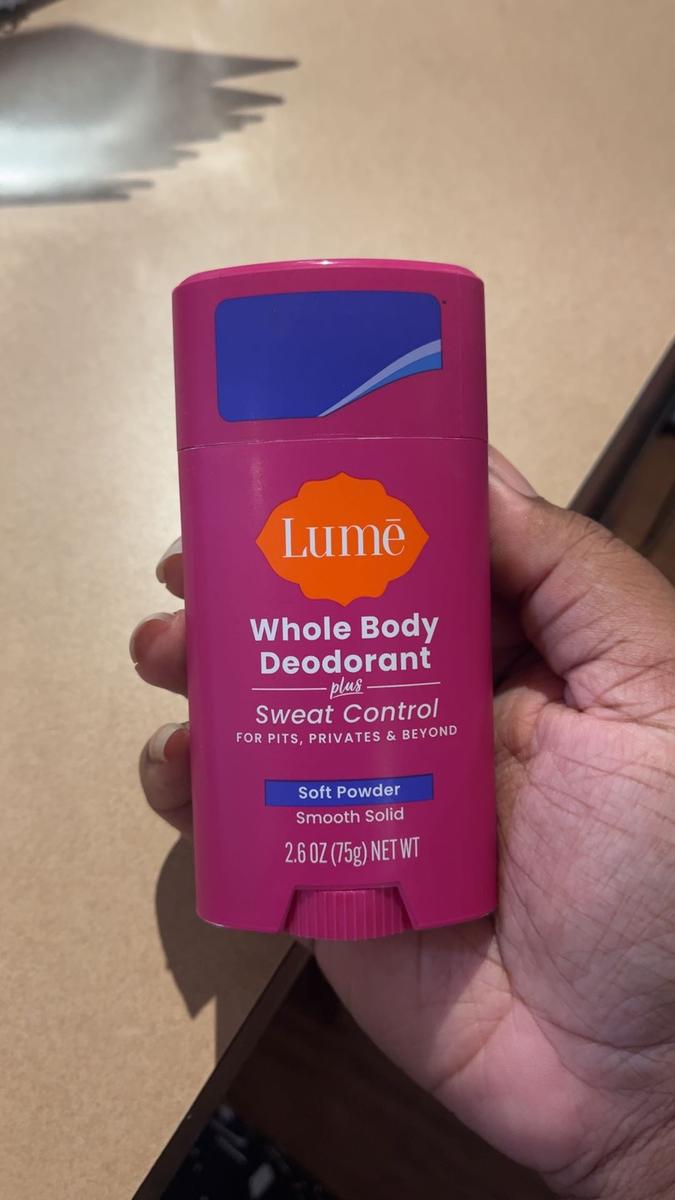 Lumē
Whole Body
Deodorant
plus
Sweat Control
FOR PITS, PRIVATES & BEYOND
Soft Powder
Smooth Solid
2.6 OZ (75g) NET WT